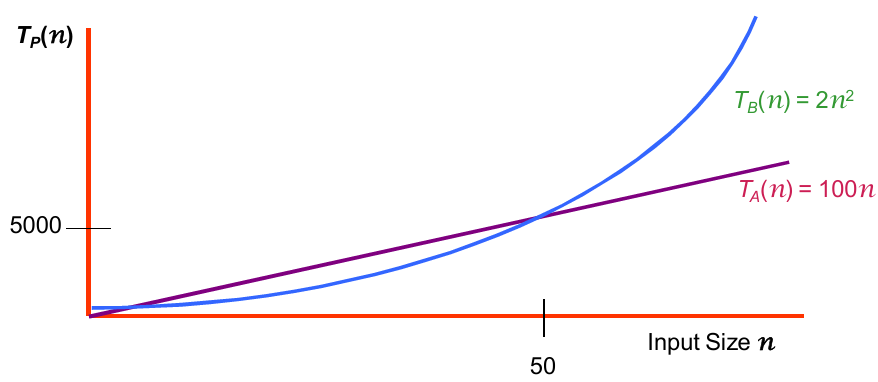 T_P(n)
T_B(n) = 2n²
T_A(n) = 100n
5000
Input Size n
50